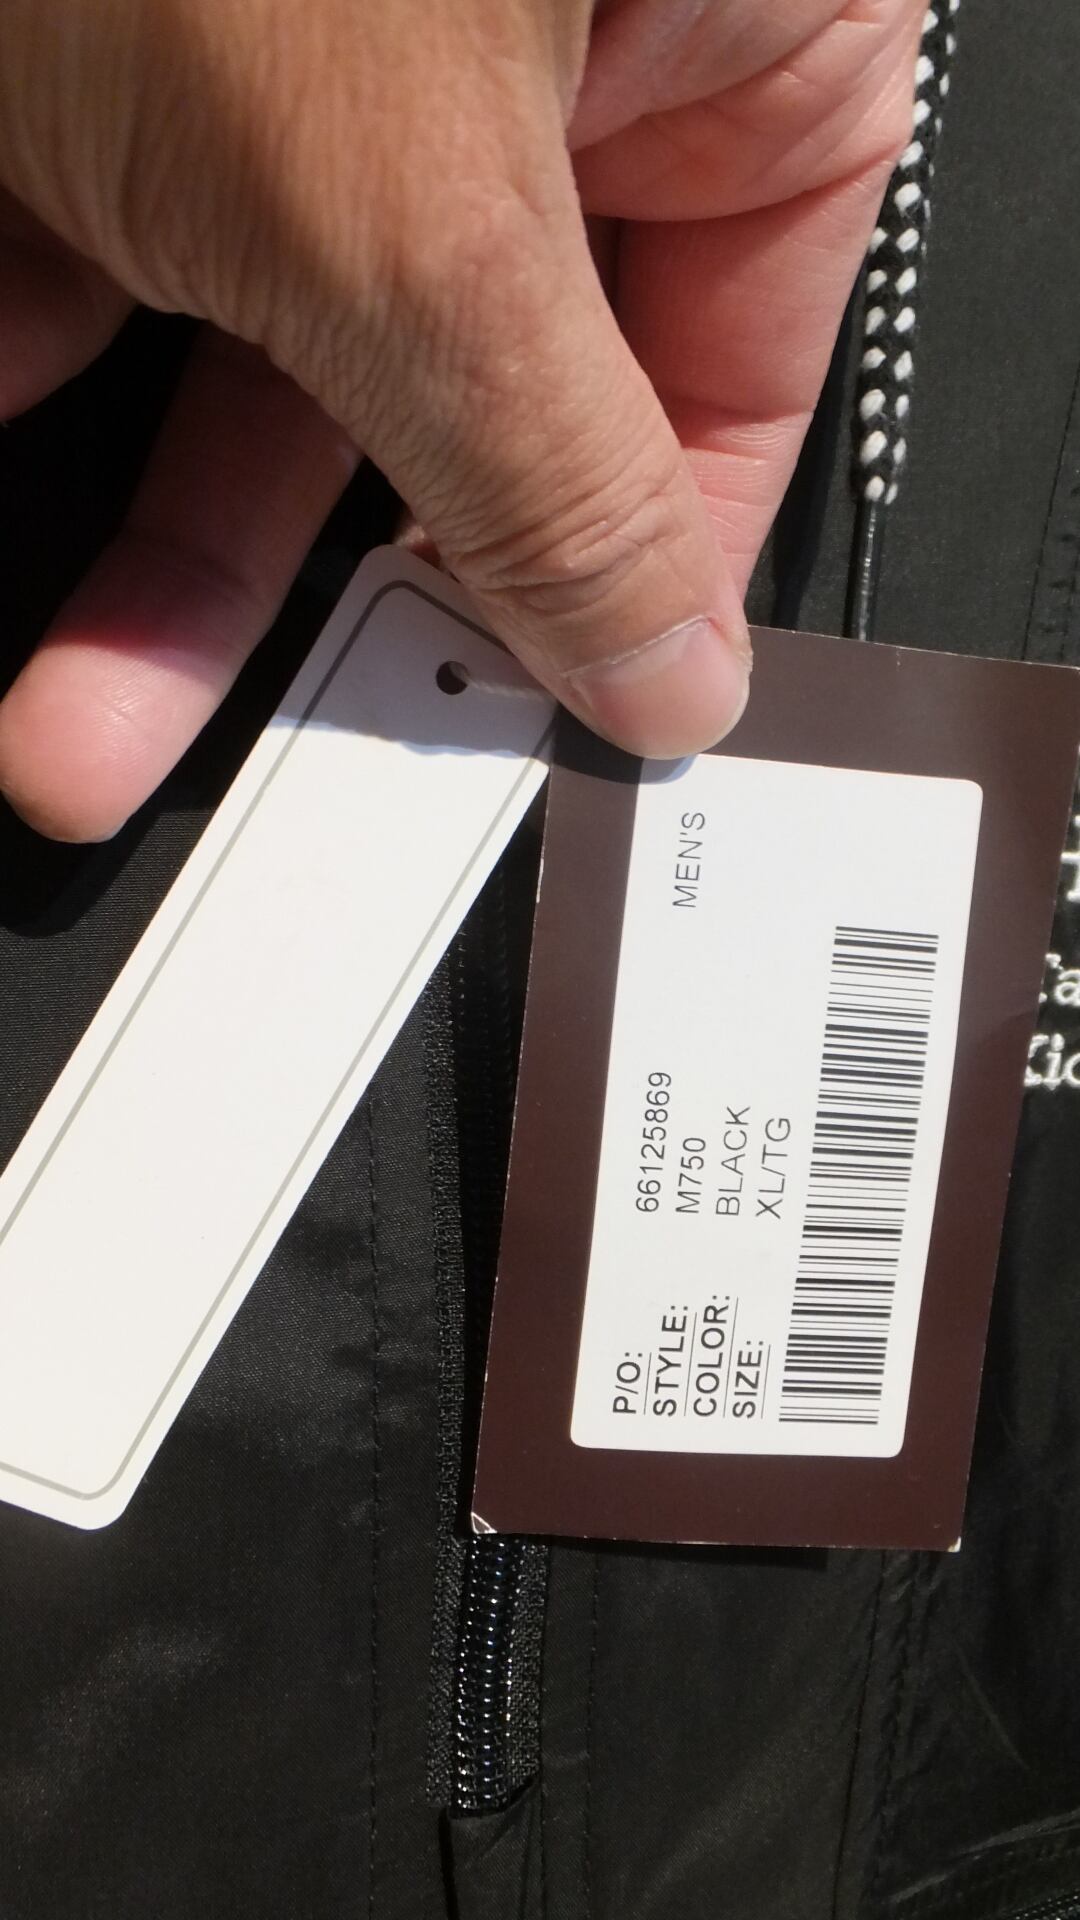 MEN'S
P/O: 66125869
STYLE: M750
COLOR: BLACK
SIZE: XL/TG